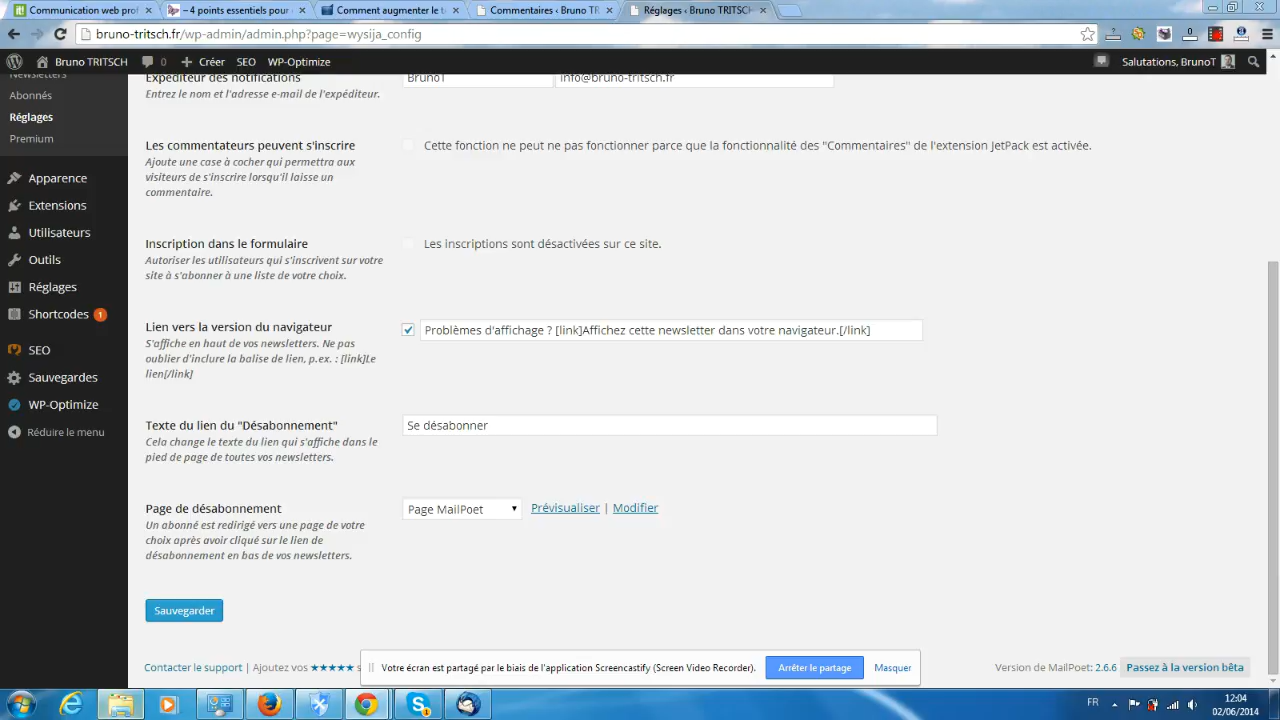 Communication web prof
– 4 points essentiels pour
Comment augmenter le t
Commentaires ‹ Bruno TR
Réglages ‹ Bruno TRITSCH
bruno-tritsch.fr/wp-admin/admin.php?page=wysija_config
Bruno TRITSCH
0
Créer
SEO
WP-Optimize
Salutations, BrunoT
Newsletters
Abonnés
Réglages
Premium
Apparence
Extensions
Utilisateurs
Outils
Réglages
Shortcodes 1
SEO
Sauvegardes
WP-Optimize
Réduire le menu
Expéditeur des notifications
BrunoT
info@bruno-tritsch.fr
Entrez le nom et l'adresse e-mail de l'expéditeur.
Les commentateurs peuvent s'inscrire
Cette fonction ne peut ne pas fonctionner parce que la fonctionnalité des "Commentaires" de l'extension JetPack est activée.
Ajoute une case à cocher qui permettra aux
visiteurs de s'inscrire lorsqu'il laisse un
commentaire.
Inscription dans le formulaire
Les inscriptions sont désactivées sur ce site.
Autoriser les utilisateurs qui s'inscrivent sur votre
site à s'abonner à une liste de votre choix.
Lien vers la version du navigateur
Problèmes d'affichage ? [link]Affichez cette newsletter dans votre navigateur.[/link]
S'affiche en haut de vos newsletters. Ne pas
oublier d'inclure la balise de lien, p.ex. : [link]Le
lien[/link]
Texte du lien du "Désabonnement"
Se désabonner
Cela change le texte du lien qui s'affiche dans le
pied de page de toutes vos newsletters.
Page de désabonnement
Page MailPoet
Prévisualiser | Modifier
Un abonné est redirigé vers une page de votre
choix après avoir cliqué sur le lien de
désabonnement en bas de vos newsletters.
Sauvegarder
Contacter le support | Ajoutez vos ★★★★★ s
Votre écran est partagé par le biais de l'application Screencastify (Screen Video Recorder).
Arrêter le partage
Masquer
Version de MailPoet: 2.6.6
Passez à la version bêta
FR
12:04
02/06/2014